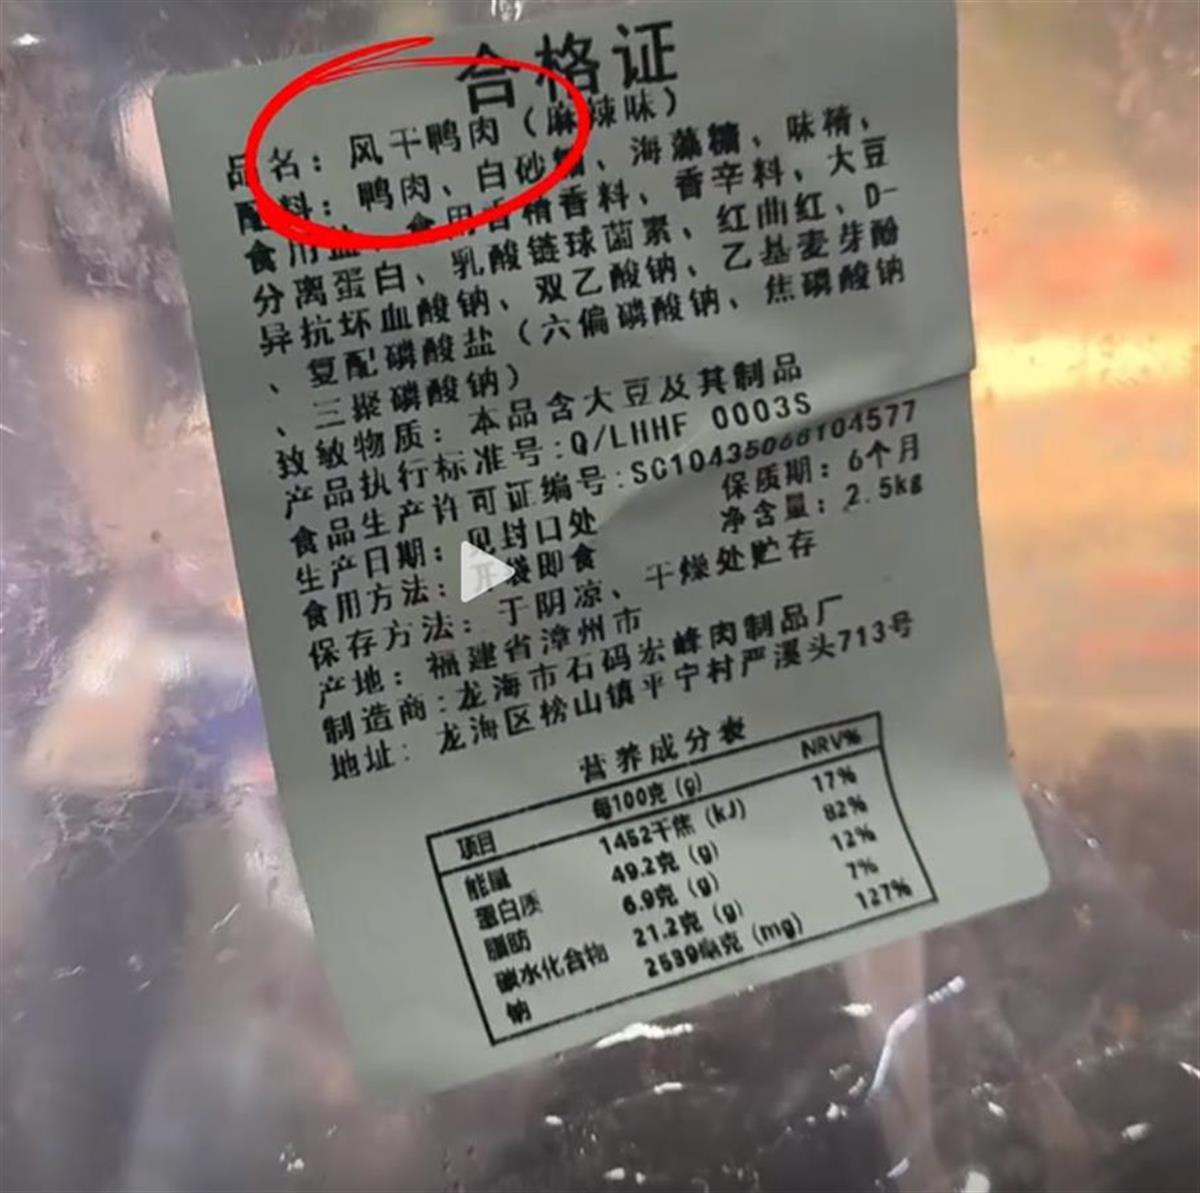 合格证
品名：风干鸭肉（麻辣味）
配料：鸭肉、白砂糖、海藻糖、味精、
食用盐、食用香精香料、香辛料、大豆
分离蛋白、乳酸链球菌素、红曲红、D-
异抗坏血酸钠、双乙酸钠、乙基麦芽酚
、复配磷酸盐（六偏磷酸钠、焦磷酸钠
、三聚磷酸钠）
致敏物质：本品含大豆及其制品
产品执行标准号:Q/LHHF 0003S
食品生产许可证编号:SC10435068104577
生产日期：见封口处 保质期：6个月
食用方法：开袋即食 净含量：2.5kg
保存方法：于阴凉、干燥处贮存
产地：福建省漳州市
制造商:龙海市石码宏峰肉制品厂
地址：龙海区榜山镇平宁村严溪头713号
营养成分表
项目 每100克(g) NRV%
能量 1452千焦(kJ) 17%
蛋白质 49.2克(g) 82%
脂肪 6.9克(g) 12%
碳水化合物 21.2克(g) 7%
钠 2539毫克(mg) 127%